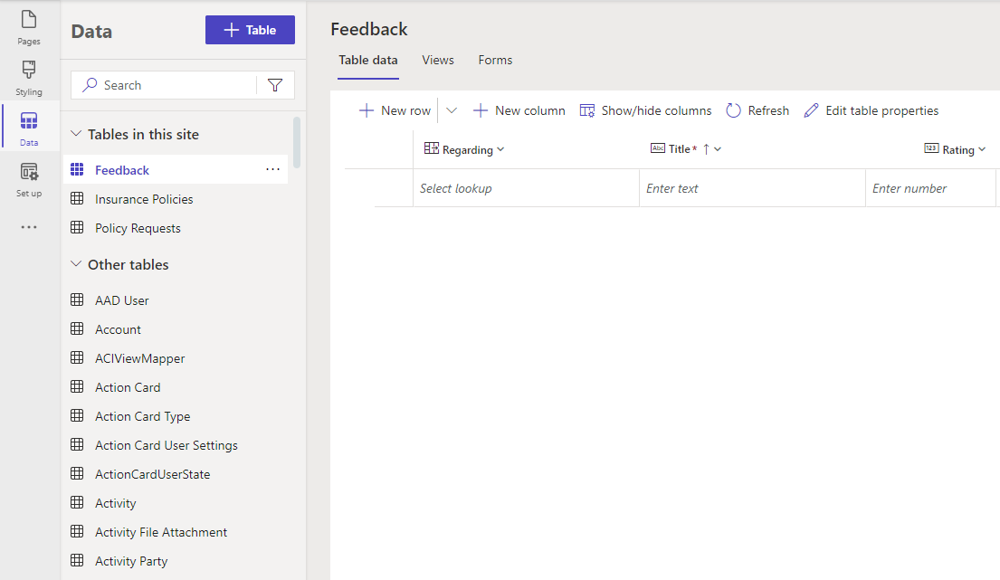 Pages
Styling
Data
Set up
Data
Table
Search
Tables in this site
Feedback
Insurance Policies
Policy Requests
Other tables
AAD User
Account
ACIViewMapper
Action Card
Action Card Type
Action Card User Settings
ActionCardUserState
Activity
Activity File Attachment
Activity Party
Feedback
Table data Views Forms
New row New column Show/hide columns Refresh Edit table properties
Regarding Abc Title * 123 Rating
Select lookup Enter text Enter number